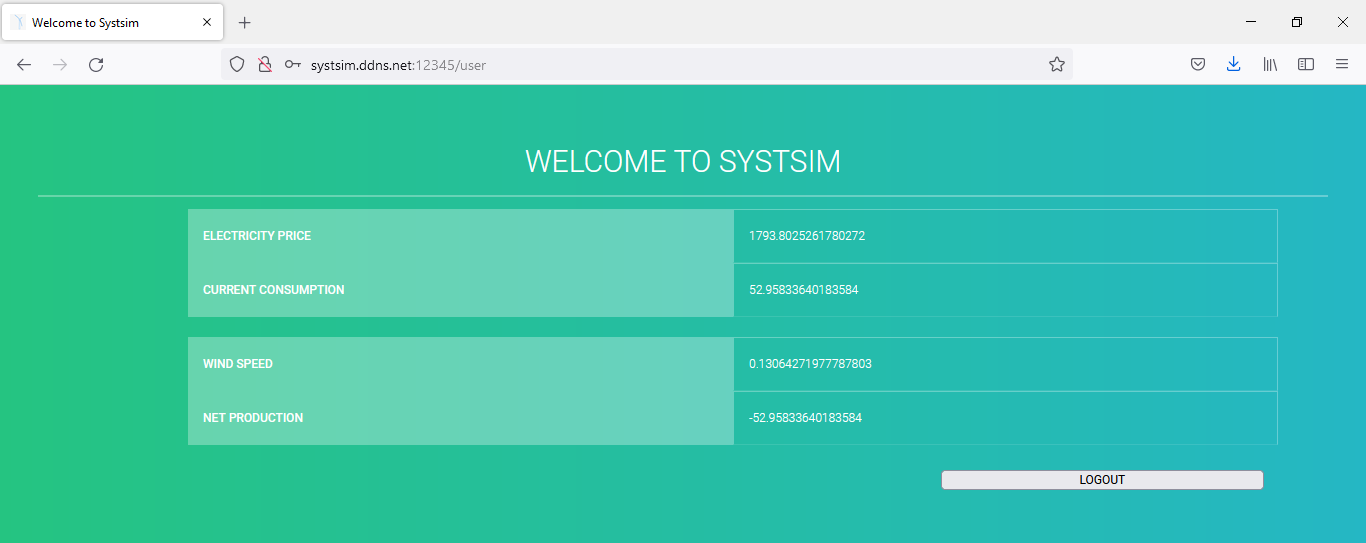 Welcome to Systsim
systsim.ddns.net:12345/user
WELCOME TO SYSTSIM
ELECTRICITY PRICE 1793.8025261780272
CURRENT CONSUMPTION 52.95833640183584
WIND SPEED 0.13064271977787803
NET PRODUCTION -52.95833640183584
LOGOUT